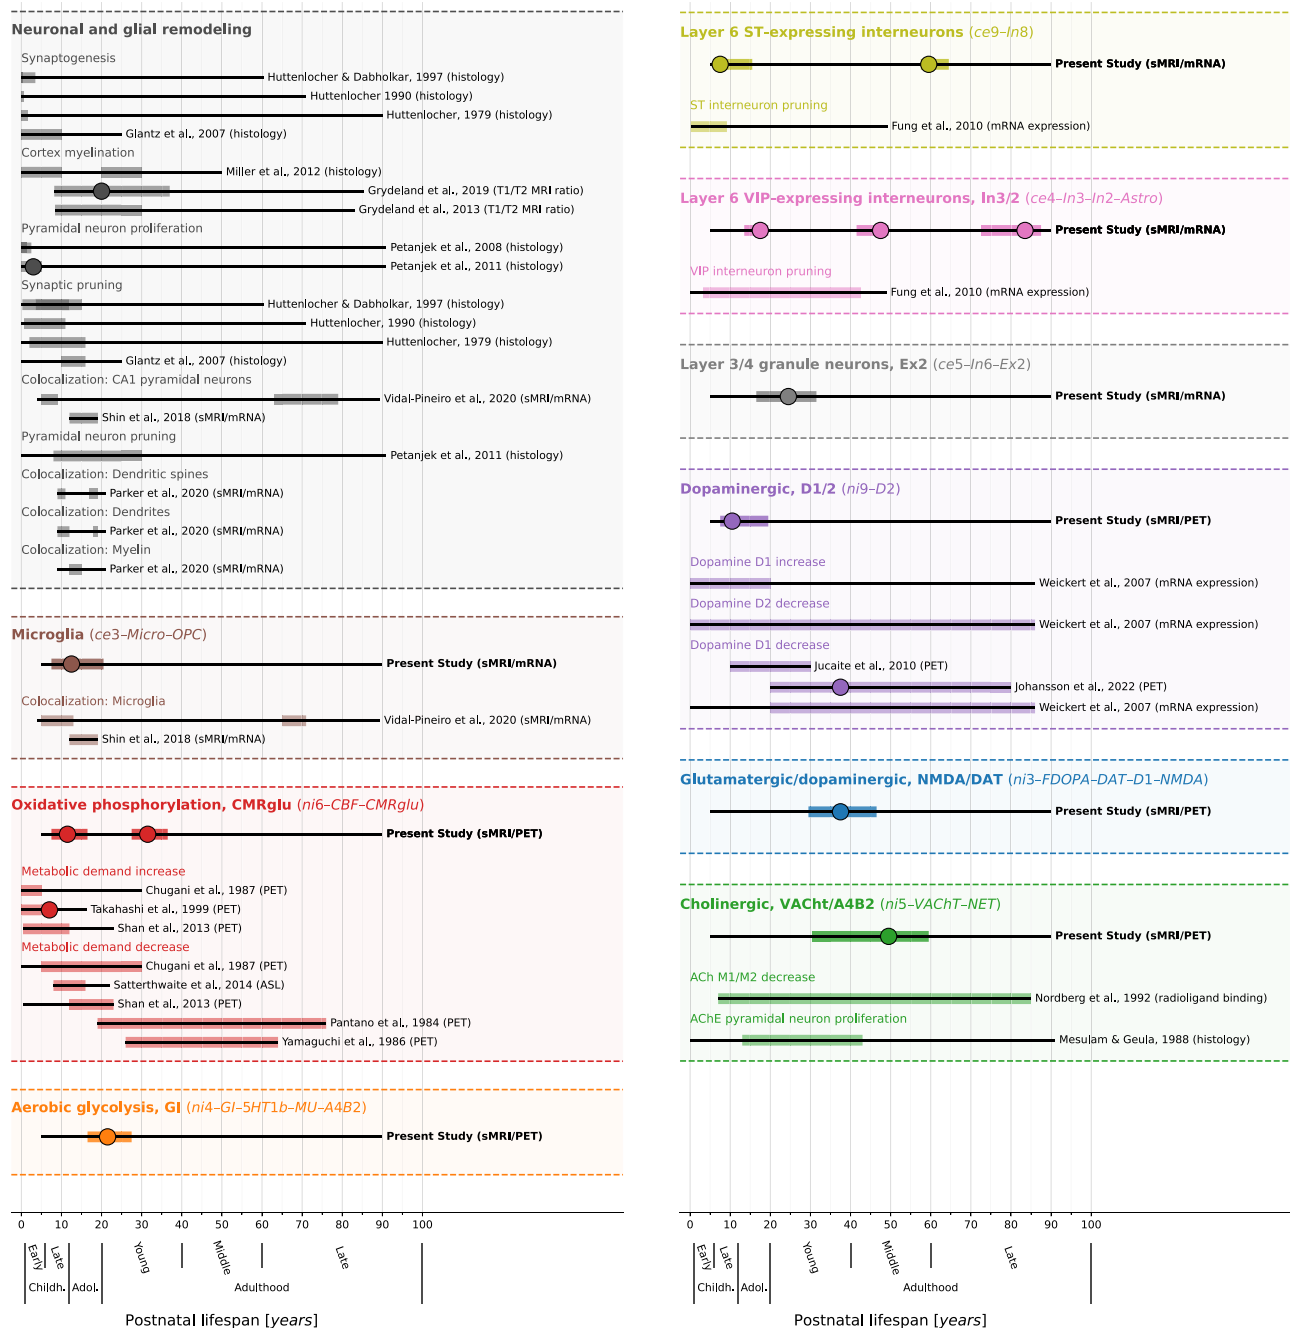 Neuronal and glial remodeling
Synaptogenesis
Huttenlocher & Dabholkar, 1997 (histology)
Huttenlocher 1990 (histology)
Huttenlocher, 1979 (histology)
Glantz et al., 2007 (histology)
Cortex myelination
Miller et al., 2012 (histology)
Grydeland et al., 2019 (T1/T2 MRI ratio)
Grydeland et al., 2013 (T1/T2 MRI ratio)
Pyramidal neuron proliferation
Petanjek et al., 2008 (histology)
Petanjek et al., 2011 (histology)
Synaptic pruning
Huttenlocher & Dabholkar, 1997 (histology)
Huttenlocher, 1990 (histology)
Huttenlocher, 1979 (histology)
Glantz et al., 2007 (histology)
Colocalization: CA1 pyramidal neurons
Vidal-Pineiro et al., 2020 (sMRI/mRNA)
Shin et al., 2018 (sMRI/mRNA)
Pyramidal neuron pruning
Petanjek et al., 2011 (histology)
Colocalization: Dendritic spines
Parker et al., 2020 (sMRI/mRNA)
Colocalization: Dendrites
Parker et al., 2020 (sMRI/mRNA)
Colocalization: Myelin
Parker et al., 2020 (sMRI/mRNA)
Microglia (ce3–Micro–OPC)
Present Study (sMRI/mRNA)
Colocalization: Microglia
Vidal-Pineiro et al., 2020 (sMRI/mRNA)
Shin et al., 2018 (sMRI/mRNA)
Oxidative phosphorylation, CMRglu (ni6–CBF–CMRglu)
Present Study (sMRI/PET)
Metabolic demand increase
Chugani et al., 1987 (PET)
Takahashi et al., 1999 (PET)
Shan et al., 2013 (PET)
Metabolic demand decrease
Chugani et al., 1987 (PET)
Satterthwaite et al., 2014 (ASL)
Shan et al., 2013 (PET)
Pantano et al., 1984 (PET)
Yamaguchi et al., 1986 (PET)
Aerobic glycolysis, GI (ni4–GI–5HT1b–MU–A4B2)
Present Study (sMRI/PET)
0 10 20 30 40 50 60 70 80 90 100
Early Late Young Middle Late
Childh. Adol. Adulthood
Postnatal lifespan [years]
Layer 6 ST-expressing interneurons (ce9–In8)
Present Study (sMRI/mRNA)
ST interneuron pruning
Fung et al., 2010 (mRNA expression)
Layer 6 VIP-expressing interneurons, In3/2 (ce4–In3–In2–Astro)
Present Study (sMRI/mRNA)
VIP interneuron pruning
Fung et al., 2010 (mRNA expression)
Layer 3/4 granule neurons, Ex2 (ce5–In6–Ex2)
Present Study (sMRI/mRNA)
Dopaminergic, D1/2 (ni9–D2)
Present Study (sMRI/PET)
Dopamine D1 increase
Weickert et al., 2007 (mRNA expression)
Dopamine D2 decrease
Weickert et al., 2007 (mRNA expression)
Dopamine D1 decrease
Jucaite et al., 2010 (PET)
Johansson et al., 2022 (PET)
Weickert et al., 2007 (mRNA expression)
Glutamatergic/dopaminergic, NMDA/DAT (ni3–FDOPA–DAT–D1–NMDA)
Present Study (sMRI/PET)
Cholinergic, VACht/A4B2 (ni5–VAChT–NET)
Present Study (sMRI/PET)
ACh M1/M2 decrease
Nordberg et al., 1992 (radioligand binding)
AChE pyramidal neuron proliferation
Mesulam & Geula, 1988 (histology)
0 10 20 30 40 50 60 70 80 90 100
Early Late Young Middle Late
Childh. Adol. Adulthood
Postnatal lifespan [years]